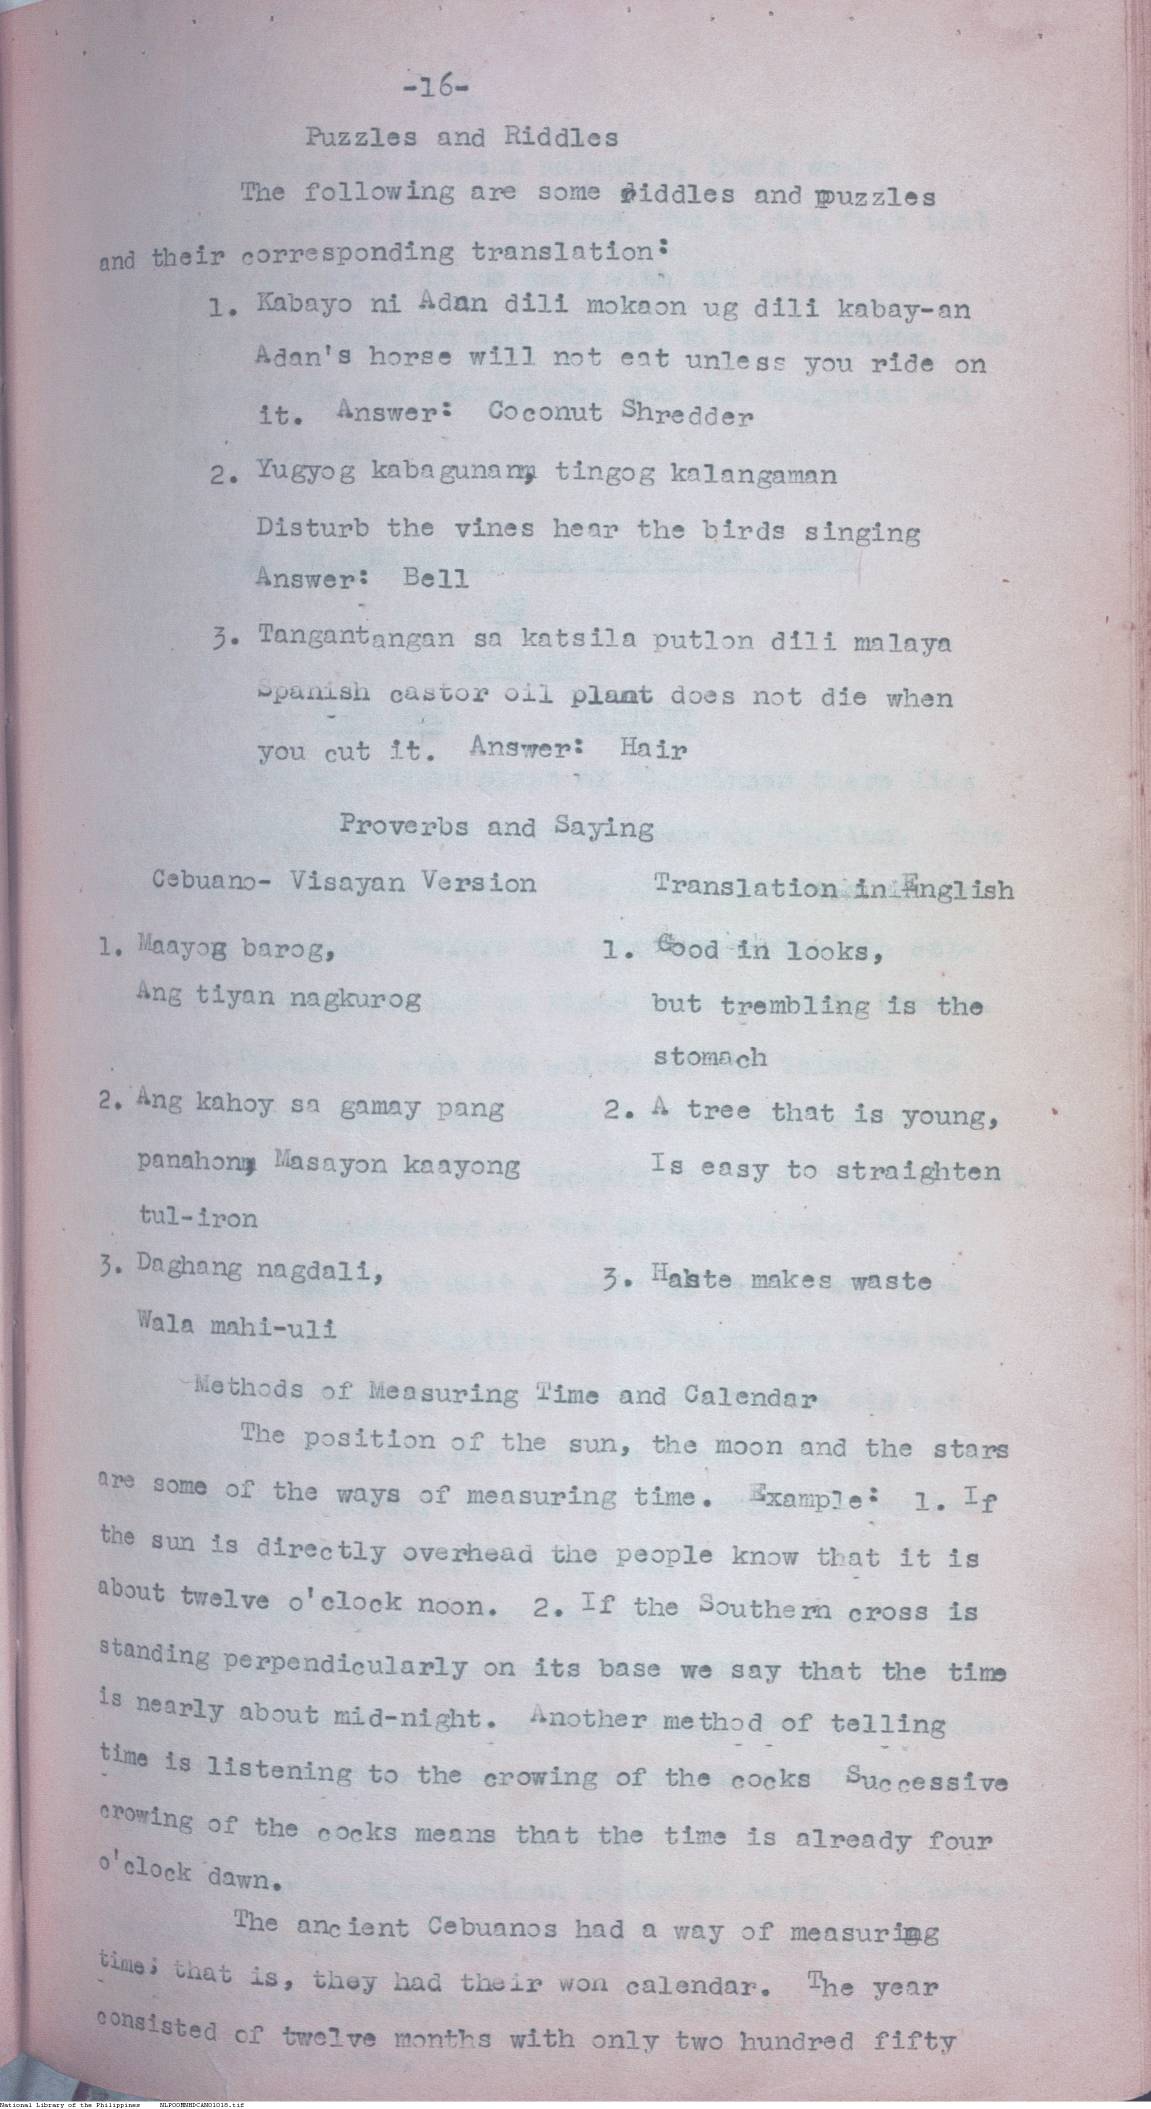 -16-
Puzzles and Riddles
The following are some riddles and puzzles
and their corresponding translation:
1. Kabayo ni Adan dili mokaon ug dili kabay-an
Adan's horse will not eat unless you ride on
it. Answer: Coconut Shredder
2. Yugyog kabagunan, tingog kalangaman
Disturb the vines hear the birds singing
Answer: Bell
3. Tangantangan sa katsila putlon dili malaya
Spanish castor oil plant does not die when
you cut it. Answer: Hair
Proverbs and Saying
Cebuano- Visayan Version
1. Maayog barog,
Ang tiyan nagkurog
2. Ang kahoy sa gamay pang
panahon, Masayon kaayong
tul-iron
3. Daghang nagdali,
Wala mahi-uli
Translation in English
1. Good in looks,
but trembling is the
stomach
2. A tree that is young,
Is easy to straighten
3. Haste makes waste
Methods of Measuring Time and Calendar
The position of the sun, the moon and the stars
are some of the ways of measuring time. Example: 1. If
the sun is directly overhead the people know that it is
about twelve o'clock noon. 2. If the Southern cross is
standing perpendicularly on its base we say that the time
is nearly about mid-night. Another method of telling
time is listening to the crowing of the cocks Successive
crowing of the cocks means that the time is already four
o'clock dawn.
The ancient Cebuanos had a way of measuring
time; that is, they had their won calendar. The year
consisted of twelve months with only two hundred fifty
National Library of the Philippines NLPOOMNHDCAN01018.tif